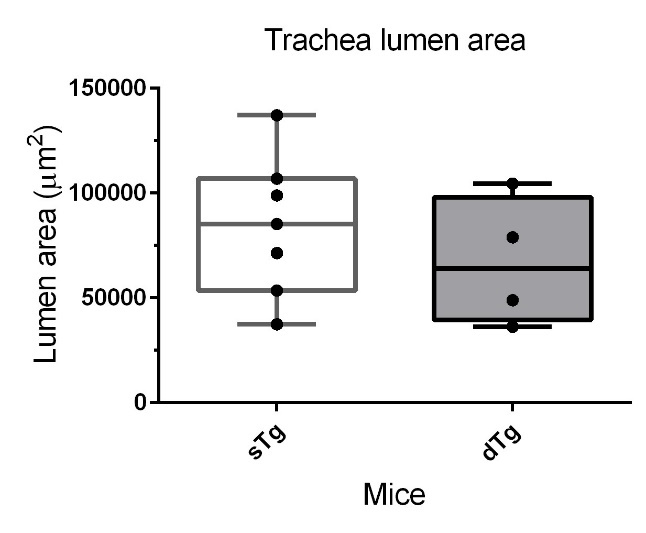 Trachea lumen area
150000
100000
50000
0
Lumen area (μm²)
sTg
dTg
Mice